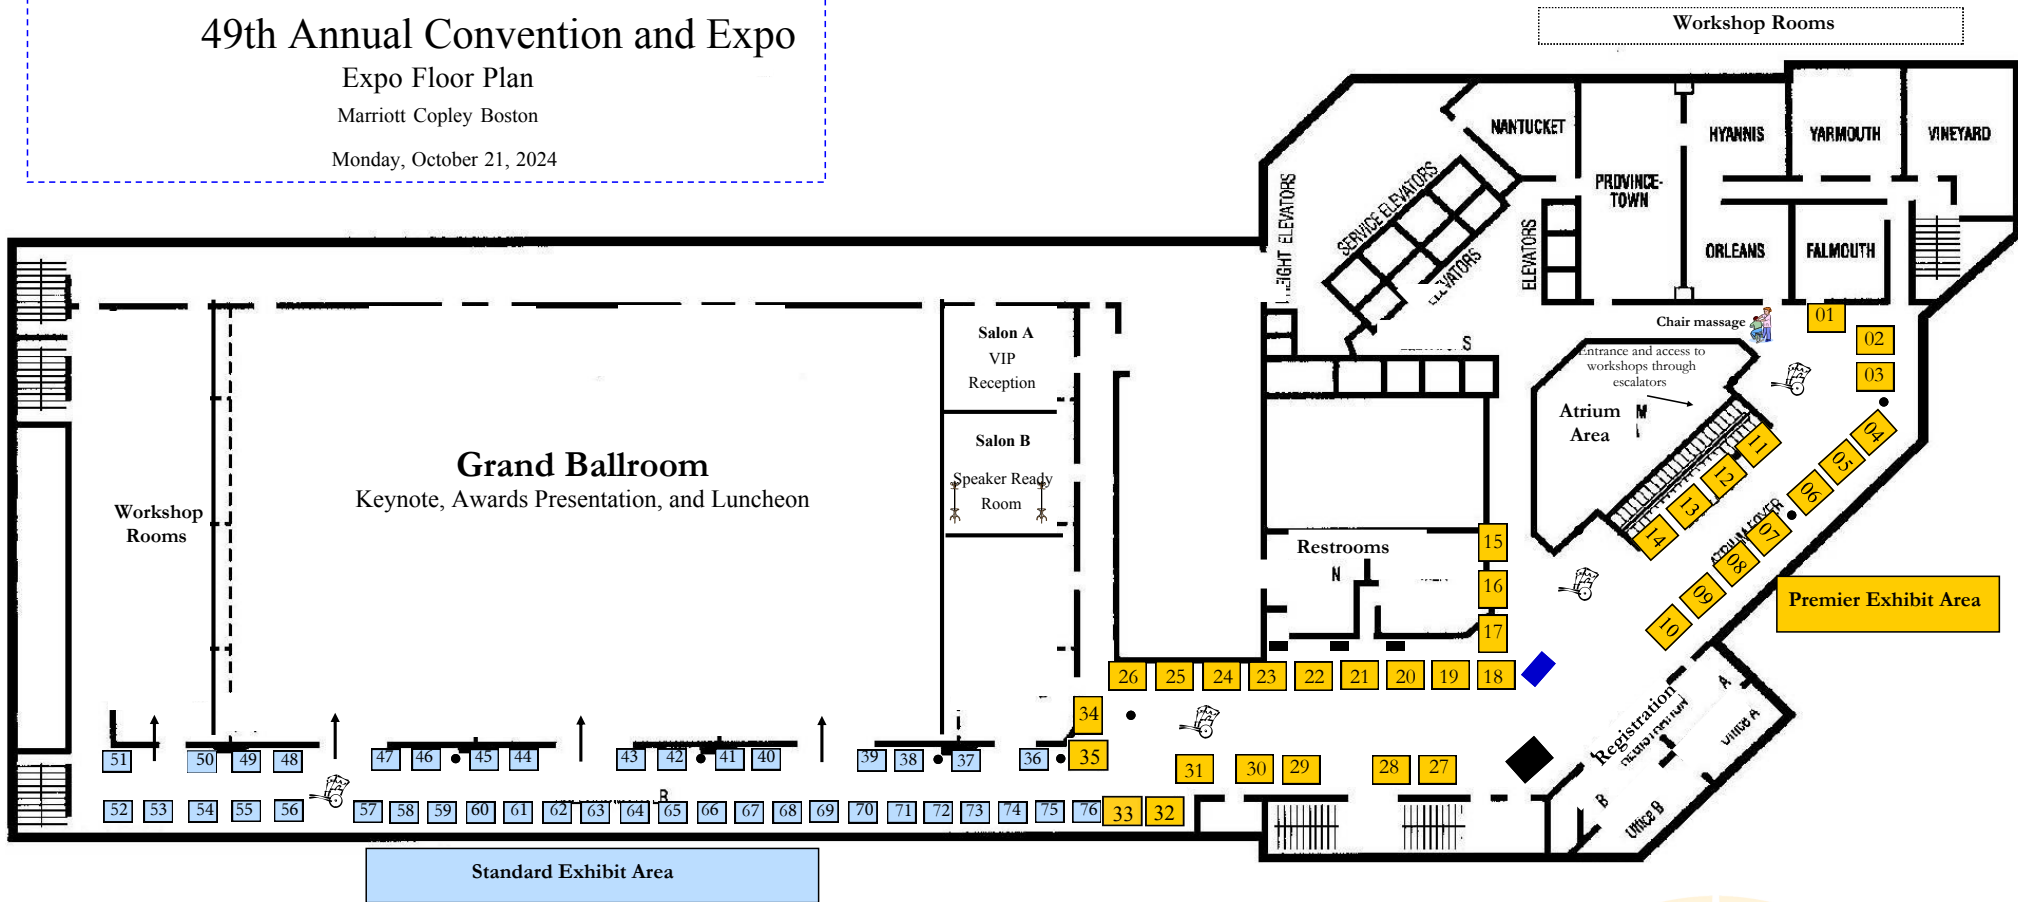 49th Annual Convention and Expo
Expo Floor Plan
Marriott Copley Boston
Monday, October 21, 2024
Workshop Rooms
NANTUCKET
HYANNIS
YARMOUTH
VINEYARD
PROVINCE-
TOWN
ORLEANS
FALMOUTH
SERVICE ELEVATORS
ELEVATORS
ELEVATORS
S
Chair massage
01
02
03
Entrance and access to
workshops through
escalators
Atrium
Area
M
04
05
06
07
08
09
10
11
12
13
14
Premier Exhibit Area
Salon A
VIP
Reception
Salon B
Speaker Ready
Room
Grand Ballroom
Keynote, Awards Presentation, and Luncheon
Workshop
Rooms
Restrooms
N
15
16
17
26
25
24
23
22
21
20
19
18
34
35
31
30
29
28
27
33
32
Registration
REGISTRATION
A
Office A
B
Office B
51
50
49
48
47
46
45
44
43
42
41
40
39
38
37
36
52
53
54
55
56
57
58
59
60
61
62
63
64
65
66
67
68
69
70
71
72
73
74
75
76
R
Standard Exhibit Area